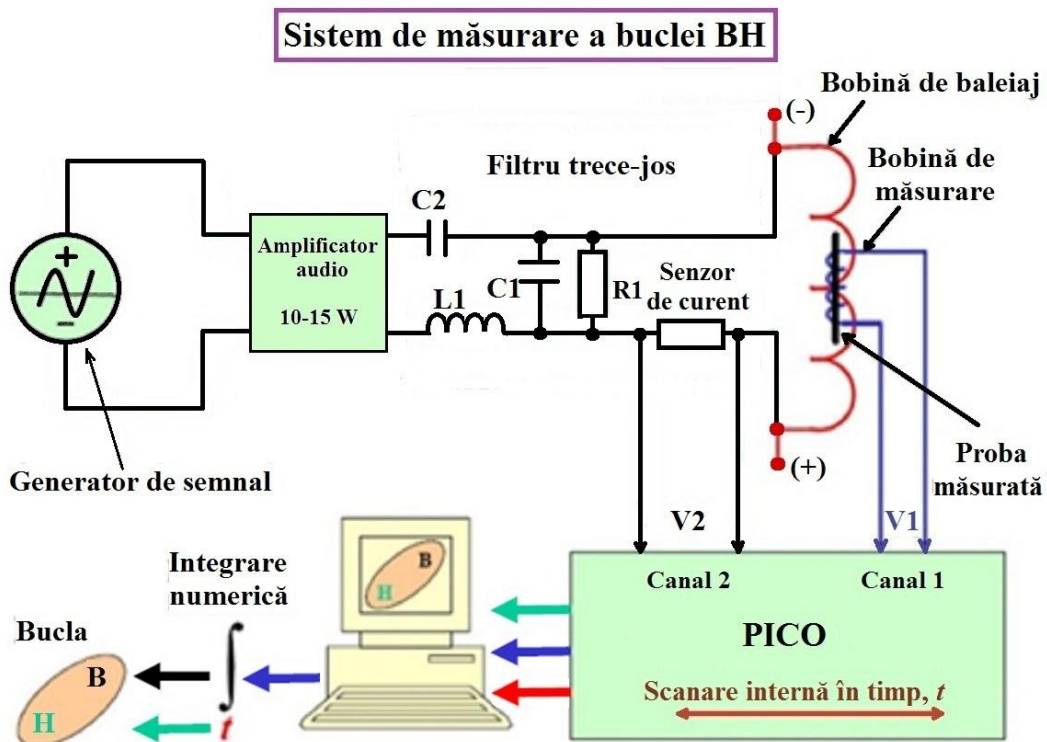 Sistem de măsurare a buclei BH
Bobină de baleiaj
(-)
Bobină de
măsurare
Filtru trece-jos
C2
Amplificator
audio
10-15 W
C1
R1
L1
Senzor
de curent
Generator de semnal
(+)
Proba
măsurată
V2
V1
Canal 2
Canal 1
PICO
Scanare internă în timp, t
B
H
Integrare
numerică
∫
t
Bucla
B
H